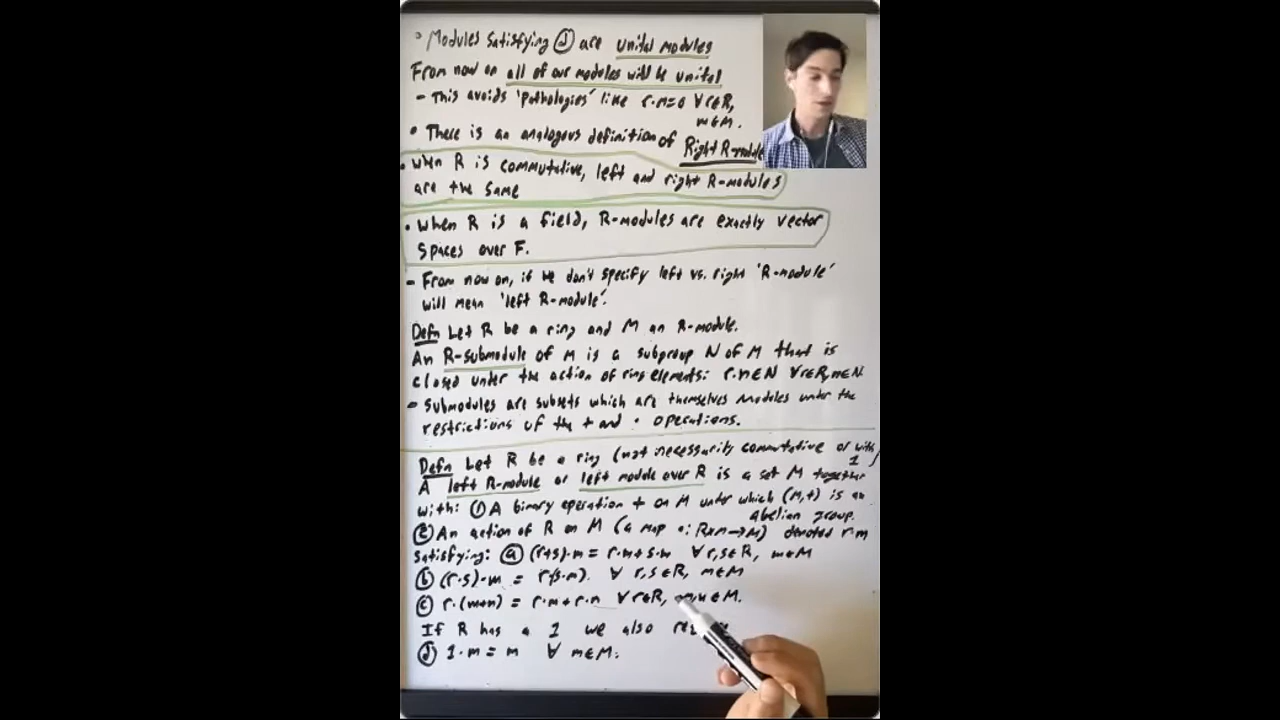 • Modules satisfying ⓓ are unital modules
From now on all of our modules will be unital
- This avoids 'pathologies' like r·m=0 ∀r∈R,
m∈M.
• There is an analogous definition of Right R-module
• When R is commutative, left and right R-modules
are the same
• When R is a field, R-modules are exactly vector
spaces over F.
- From now on, if we don't specify left vs. right 'R-module'
will mean 'left R-module'.
Defn Let R be a ring and M an R-module.
An R-submodule of M is a subgroup N of M that is
closed under the action of ring elements: r·n∈N ∀r∈R, n∈N
- Submodules are subsets which are themselves modules under the
restrictions of the + and · operations.
Defn Let R be a ring (not necessarily commutative or with
1)
A left R-module or left module over R is a set M together
with: ① A binary operation + on M under which (M,+) is an
abelian group.
② An action of R on M (a map ·: R×M→M) denoted r·m
satisfying: ⓐ (r+s)·m = r·m+s·m ∀ r,s∈R, m∈M
ⓑ (r·s)·m = r(s·m). ∀ r,s∈R, m∈M
ⓒ r·(m+n) = r·m+r·n ∀r∈R, m,n∈M.
If R has a 1 we also
ⓓ 1·m = m ∀ m∈M.